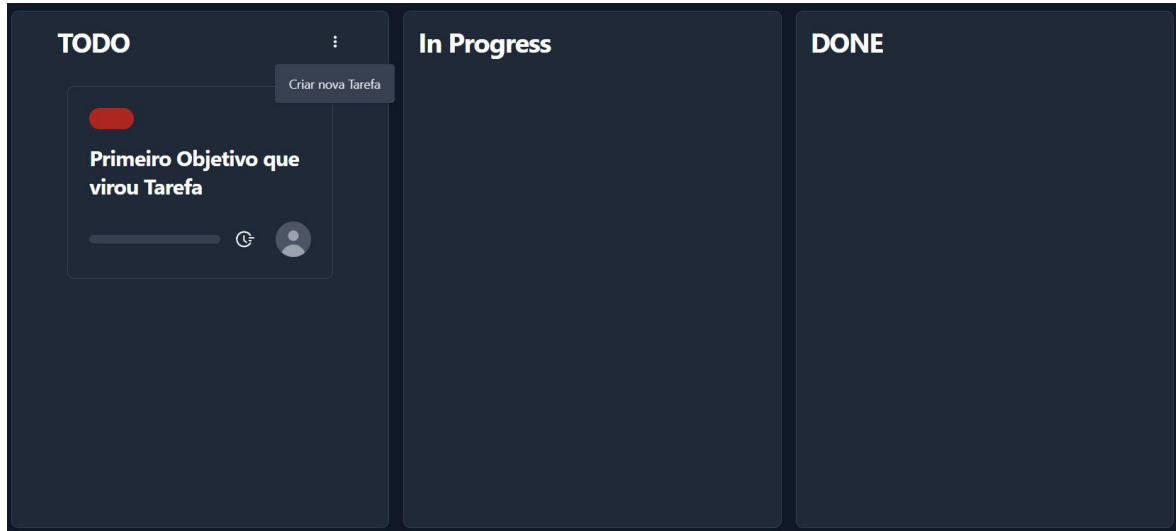 TODO
Criar nova Tarefa
Primeiro Objetivo que
virou Tarefa
In Progress
DONE